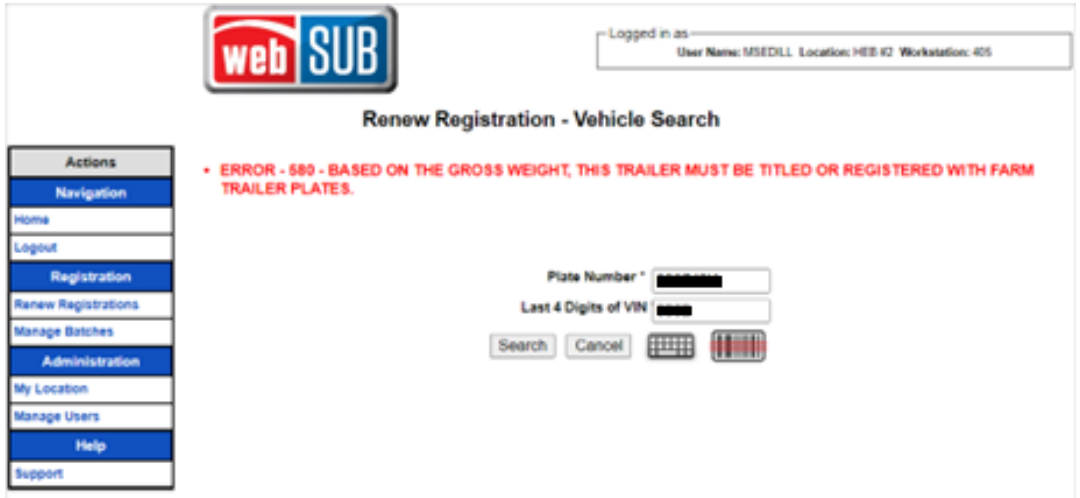 web SUB
Logged in as
User Name: MSEDILL Location: HEB #2 Workstation: 405
Renew Registration - Vehicle Search
Actions
Navigation
Home
Logout
Registration
Renew Registrations
Manage Batches
Administration
My Location
Manage Users
Help
Support
• ERROR - 580 - BASED ON THE GROSS WEIGHT, THIS TRAILER MUST BE TITLED OR REGISTERED WITH FARM
TRAILER PLATES.
Plate Number *
Last 4 Digits of VIN
Search Cancel